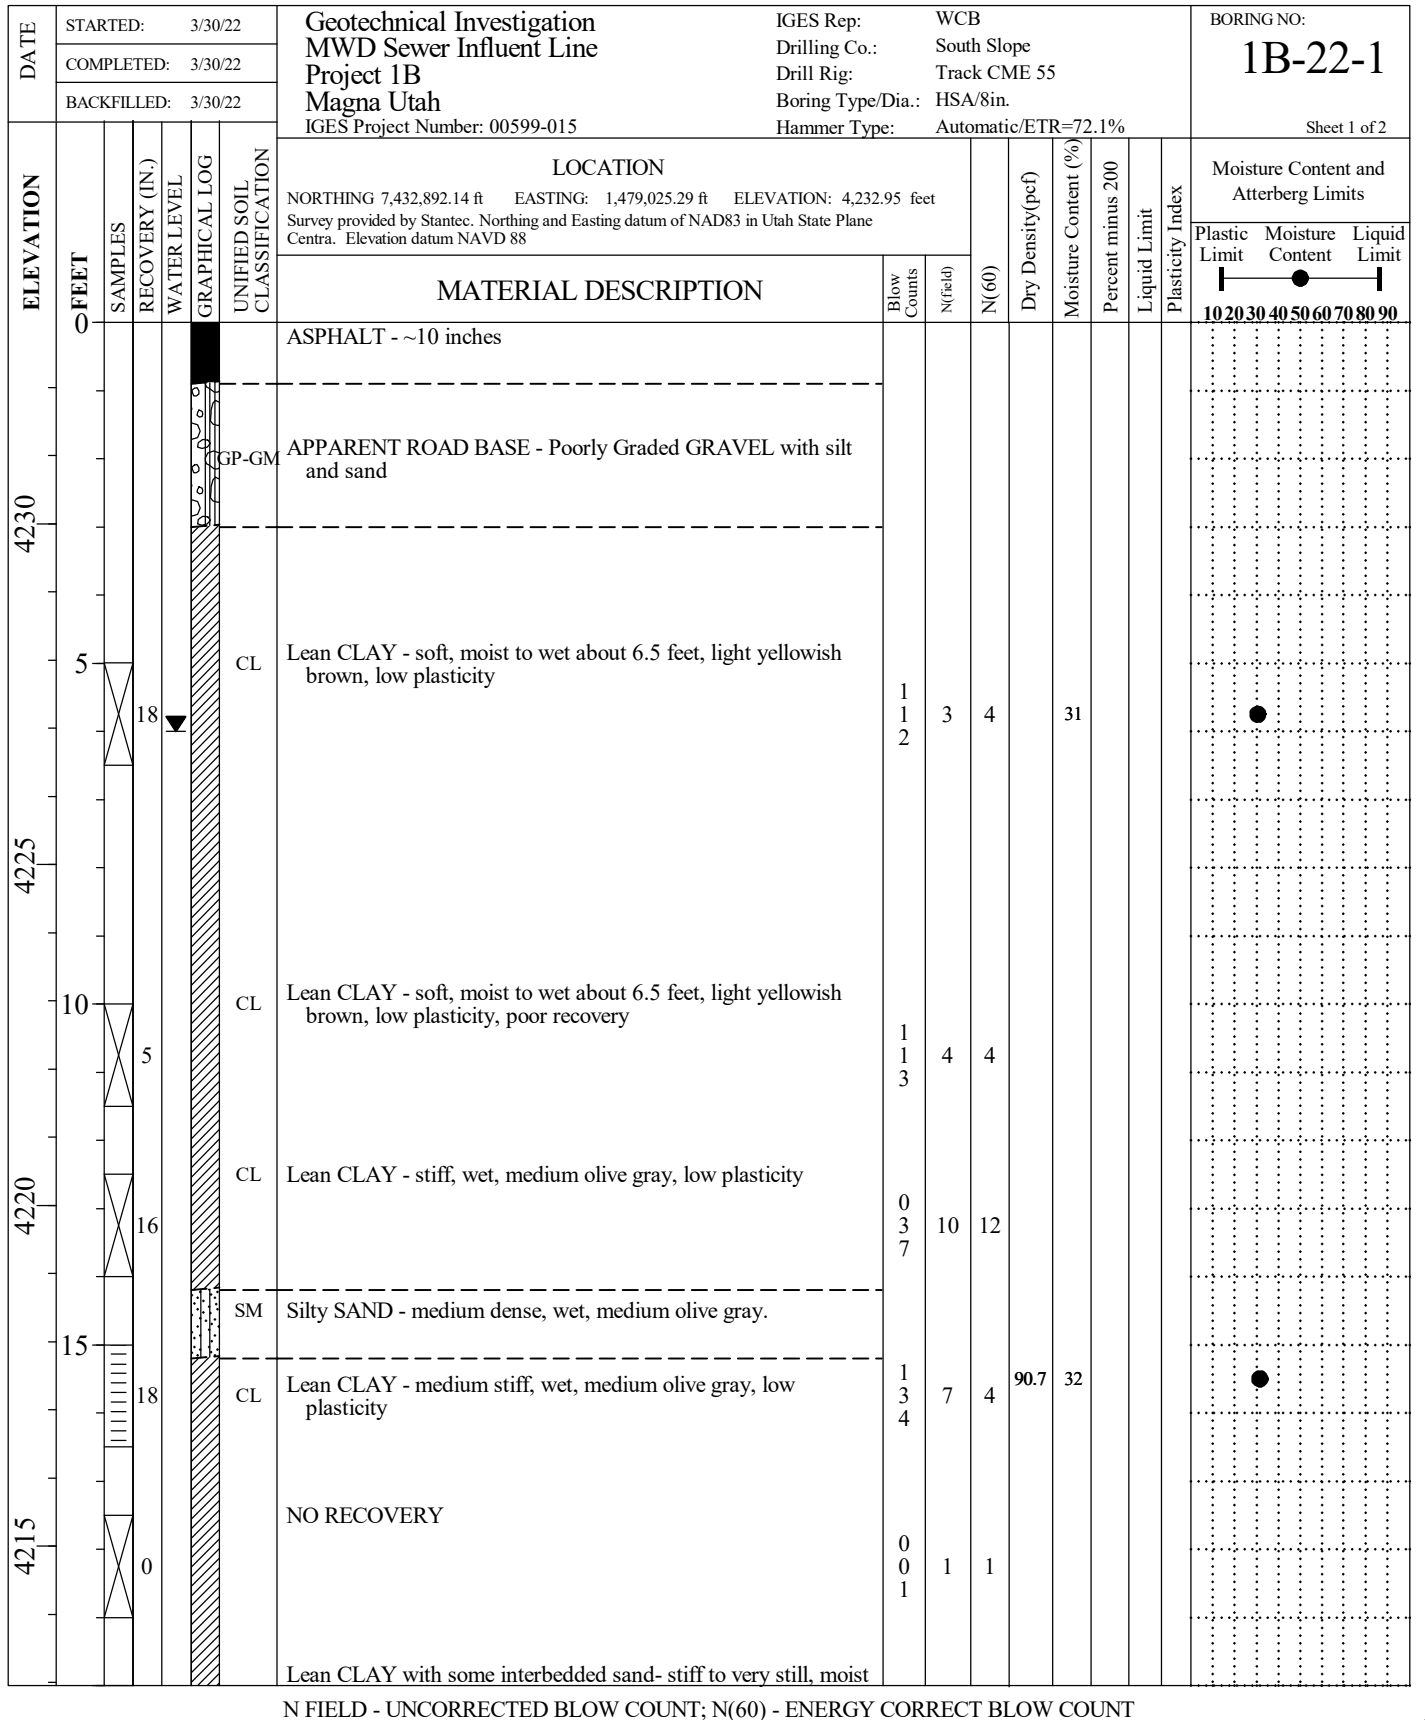 DATE
STARTED: 3/30/22
COMPLETED: 3/30/22
BACKFILLED: 3/30/22
Geotechnical Investigation
MWD Sewer Influent Line
Project 1B
Magna Utah
IGES Project Number: 00599-015
IGES Rep: WCB
Drilling Co.: South Slope
Drill Rig: Track CME 55
Boring Type/Dia.: HSA/8in.
Hammer Type: Automatic/ETR=72.1%
BORING NO:
1B-22-1
Sheet 1 of 2
ELEVATION
FEET
SAMPLES
RECOVERY (IN.)
WATER LEVEL
GRAPHICAL LOG
UNIFIED SOIL
CLASSIFICATION
LOCATION
NORTHING 7,432,892.14 ft EASTING: 1,479,025.29 ft ELEVATION: 4,232.95 feet
Survey provided by Stantec. Northing and Easting datum of NAD83 in Utah State Plane
Centra. Elevation datum NAVD 88
MATERIAL DESCRIPTION
Blow
Counts
N(field)
N(60)
Dry Density(pcf)
Moisture Content (%)
Percent minus 200
Liquid Limit
Plasticity Index
Moisture Content and
Atterberg Limits
Plastic Moisture Liquid
Limit Content Limit
10 20 30 40 50 60 70 80 90
0
ASPHALT - ~10 inches
GP-GM
APPARENT ROAD BASE - Poorly Graded GRAVEL with silt
and sand
4230
5
CL
Lean CLAY - soft, moist to wet about 6.5 feet, light yellowish
brown, low plasticity
18
1
1
2
3
4
31
4225
10
CL
Lean CLAY - soft, moist to wet about 6.5 feet, light yellowish
brown, low plasticity, poor recovery
5
1
1
3
4
4
4220
CL
Lean CLAY - stiff, wet, medium olive gray, low plasticity
16
0
3
7
10
12
SM
Silty SAND - medium dense, wet, medium olive gray.
15
18
CL
Lean CLAY - medium stiff, wet, medium olive gray, low
plasticity
1
3
4
7
4
90.7
32
4215
NO RECOVERY
0
0
0
1
1
1
Lean CLAY with some interbedded sand- stiff to very still, moist
N FIELD - UNCORRECTED BLOW COUNT; N(60) - ENERGY CORRECT BLOW COUNT